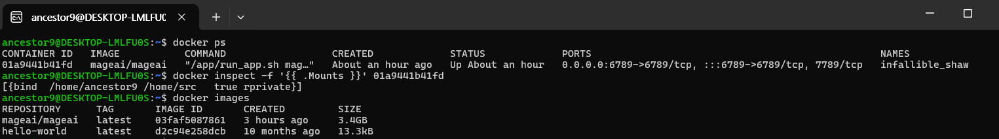 ancestor9@DESKTOP-LMLFU0S
ancestor9@DESKTOP-LMLFU0S:~$ docker ps
CONTAINER ID   IMAGE           COMMAND                  CREATED             STATUS             PORTS                                                 NAMES
01a9441b41fd   mageai/mageai   "/app/run_app.sh mag…"   About an hour ago   Up About an hour   0.0.0.0:6789->6789/tcp, :::6789->6789/tcp, 7789/tcp   infallible_shaw
ancestor9@DESKTOP-LMLFU0S:~$ docker inspect -f '{{ .Mounts }}' 01a9441b41fd
[{bind  /home/ancestor9 /home/src   true rprivate}]
ancestor9@DESKTOP-LMLFU0S:~$ docker images
REPOSITORY      TAG       IMAGE ID       CREATED         SIZE
mageai/mageai   latest    03faf5087861   3 hours ago     3.4GB
hello-world     latest    d2c94e258dcb   10 months ago   13.3kB